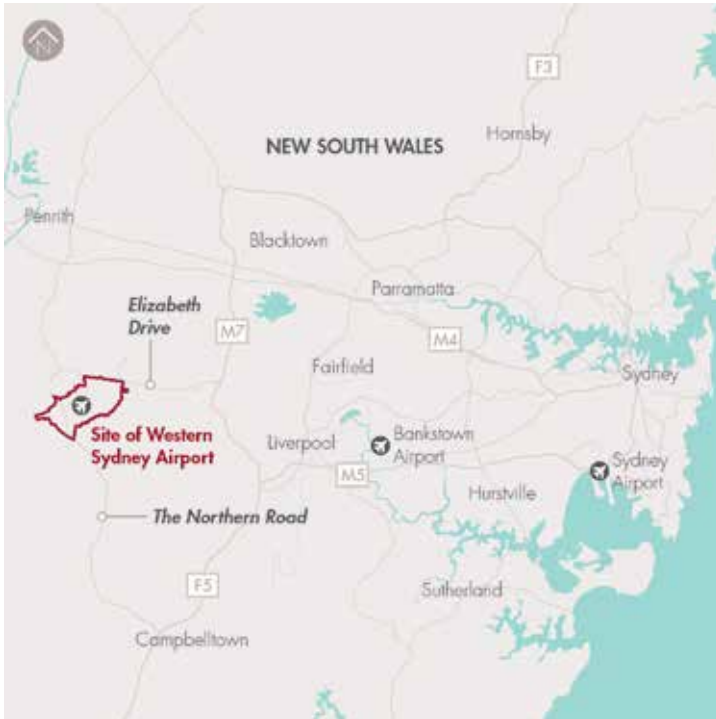 N
F3
Hornsby
NEW SOUTH WALES
Penrith
Blacktown
Parramatta
Elizabeth
Drive
M7
M4
Fairfield
Sydney
Site of Western
Sydney Airport
Liverpool
Bankstown
Airport
M5
Sydney
Airport
Hurstville
The Northern Road
F5
Sutherland
Campbelltown